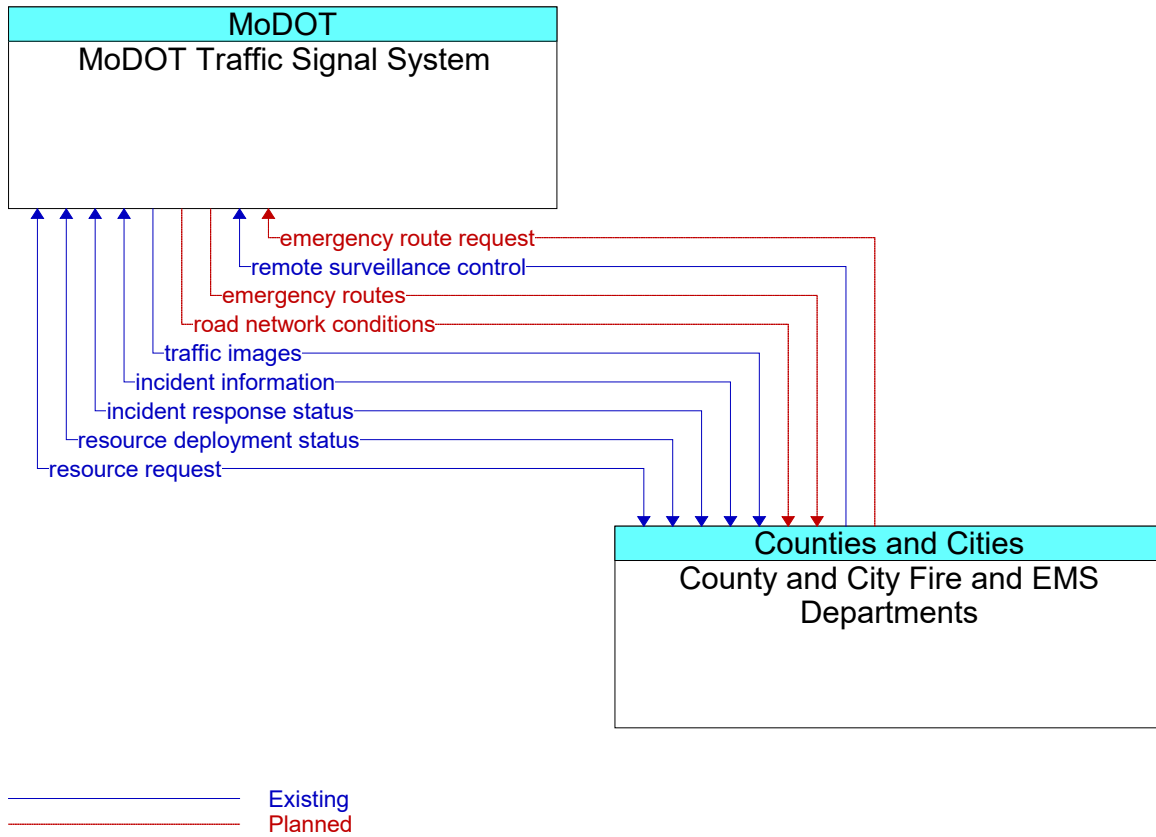 MoDOT
MoDOT Traffic Signal System
emergency route request
remote surveillance control
emergency routes
road network conditions
traffic images
incident information
incident response status
resource deployment status
resource request
Counties and Cities
County and City Fire and EMS
Departments
Existing
Planned